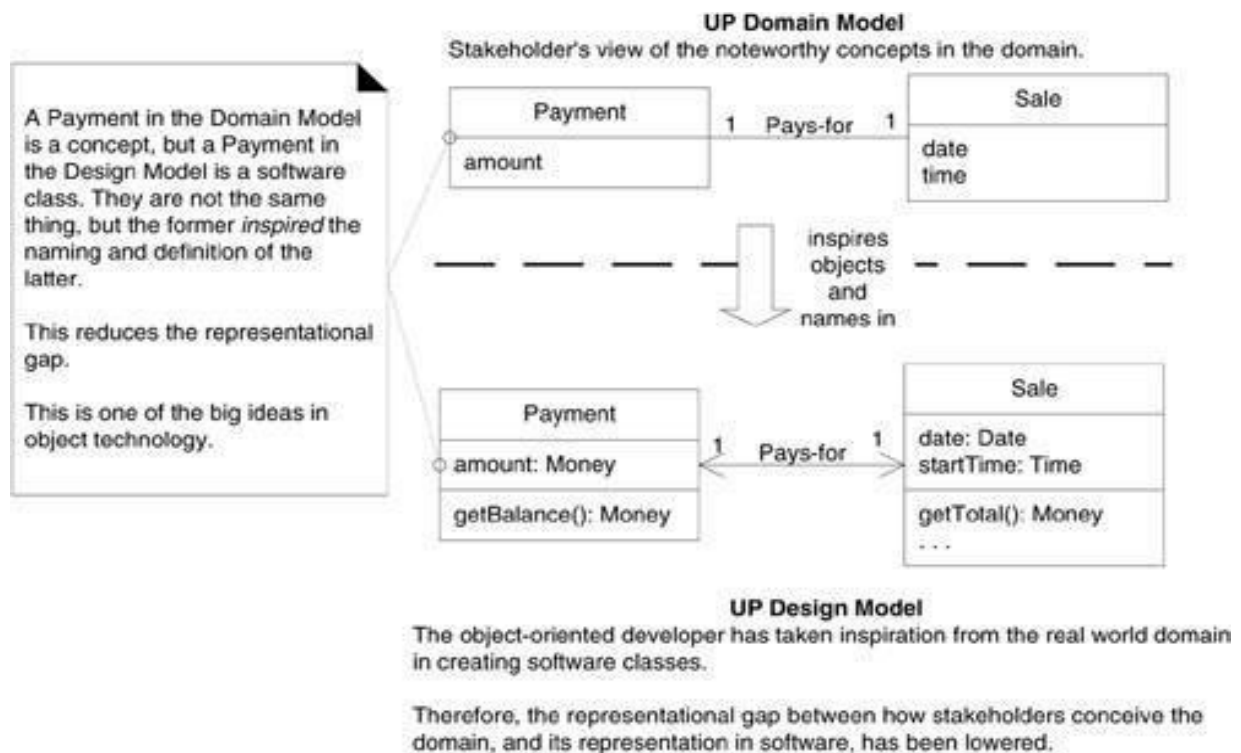 UP Domain Model
Stakeholder's view of the noteworthy concepts in the domain.
A Payment in the Domain Model
is a concept, but a Payment in
the Design Model is a software
class. They are not the same
thing, but the former inspired the
naming and definition of the
latter.
This reduces the representational
gap.
This is one of the big ideas in
object technology.
Payment
amount
1 Pays-for 1
Sale
date
time
inspires
objects
and
names in
Payment
amount: Money
getBalance(): Money
1 Pays-for 1
Sale
date: Date
startTime: Time
getTotal(): Money
. . .
UP Design Model
The object-oriented developer has taken inspiration from the real world domain
in creating software classes.
Therefore, the representational gap between how stakeholders conceive the
domain, and its representation in software, has been lowered.